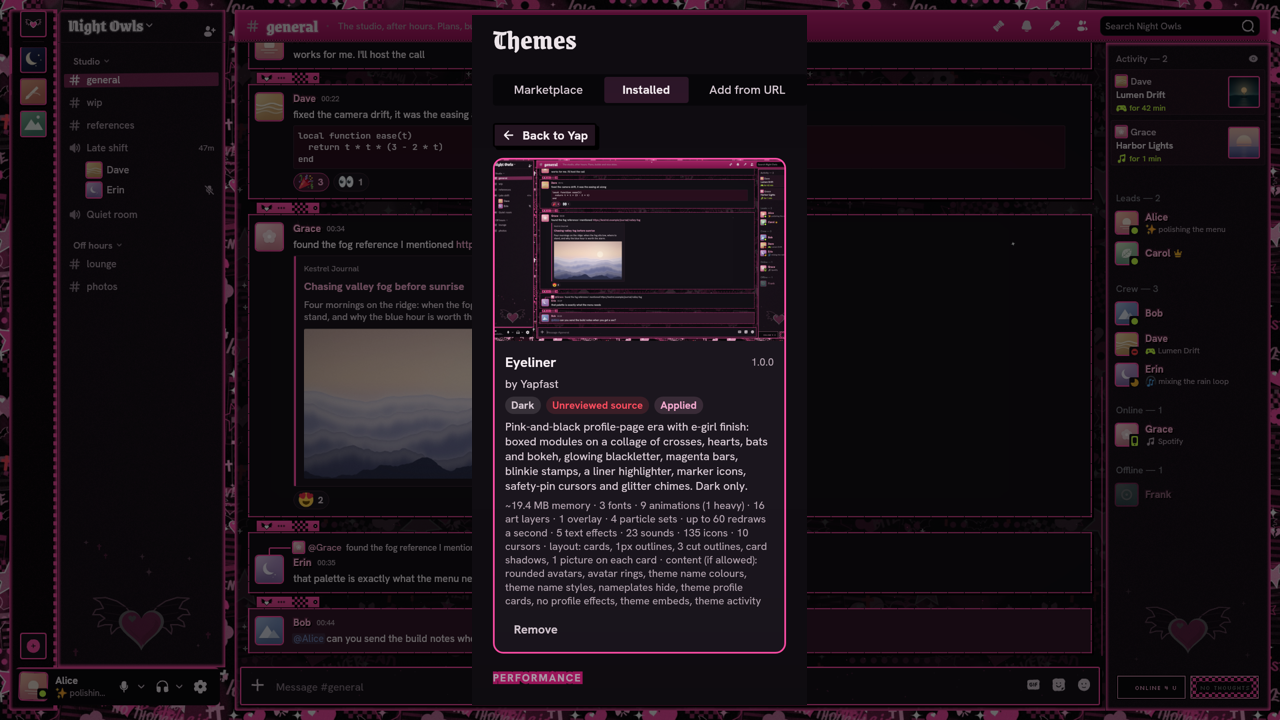 Night Owls
Studio
general
wip
references
Late shift 47m
Dave
Erin
Quiet room
Off hours
lounge
photos
Alice
polishin...
general
The studio, after hours. Plans, bu
works for me. I'll host the call
Dave 00:22
fixed the camera drift, it was the easing
local function ease(t)
return t * t * (3 - 2 * t)
end
3 1
Grace 00:34
found the fog reference I mentioned http
Kestrel Journal
Chasing valley fog before sunrise
Four mornings on the ridge: when the fog
stand, and why the blue hour is worth th
2
@Grace found the fog reference I mention
Erin 00:35
that palette is exactly what the menu ne
Bob 00:44
@Alice can you send the build notes whe
Message #general
Themes
Marketplace Installed Add from URL
Back to Yap
Eyeliner 1.0.0
by Yapfast
Dark Unreviewed source Applied
Pink-and-black profile-page era with e-girl finish:
boxed modules on a collage of crosses, hearts, bats
and bokeh, glowing blackletter, magenta bars,
blinkie stamps, a liner highlighter, marker icons,
safety-pin cursors and glitter chimes. Dark only.
~19.4 MB memory · 3 fonts · 9 animations (1 heavy) · 16
art layers · 1 overlay · 4 particle sets · up to 60 redraws
a second · 5 text effects · 23 sounds · 135 icons · 10
cursors · layout: cards, 1px outlines, 3 cut outlines, card
shadows, 1 picture on each card · content (if allowed):
rounded avatars, avatar rings, theme name colours,
theme name styles, nameplates hide, theme profile
cards, no profile effects, theme embeds, theme activity
Remove
PERFORMANCE
Search Night Owls
Activity — 2
Dave
Lumen Drift
for 42 min
Grace
Harbor Lights
for 1 min
Leads — 2
Alice
polishing the menu
Carol
Crew — 3
Bob
Dave
Lumen Drift
Erin
mixing the rain loop
Online — 1
Grace
Spotify
Offline — 1
Frank
GIF
ONLINE
NO THOUGHTS